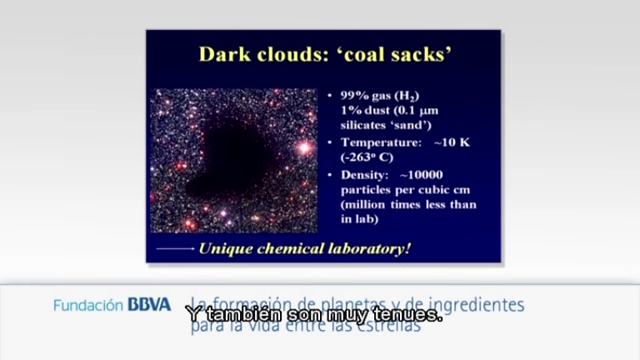 Dark clouds: ‘coal sacks’
• 99% gas (H2)
1% dust (0.1 μm
silicates ‘sand’)
• Temperature: ~10 K
(-263º C)
• Density: ~10000
particles per cubic cm
(million times less than
in lab)
Unique chemical laboratory!
Fundación BBVA
La formación de planetas y de ingredientes
para la vida entre las estrellas
Y también son muy tenues.